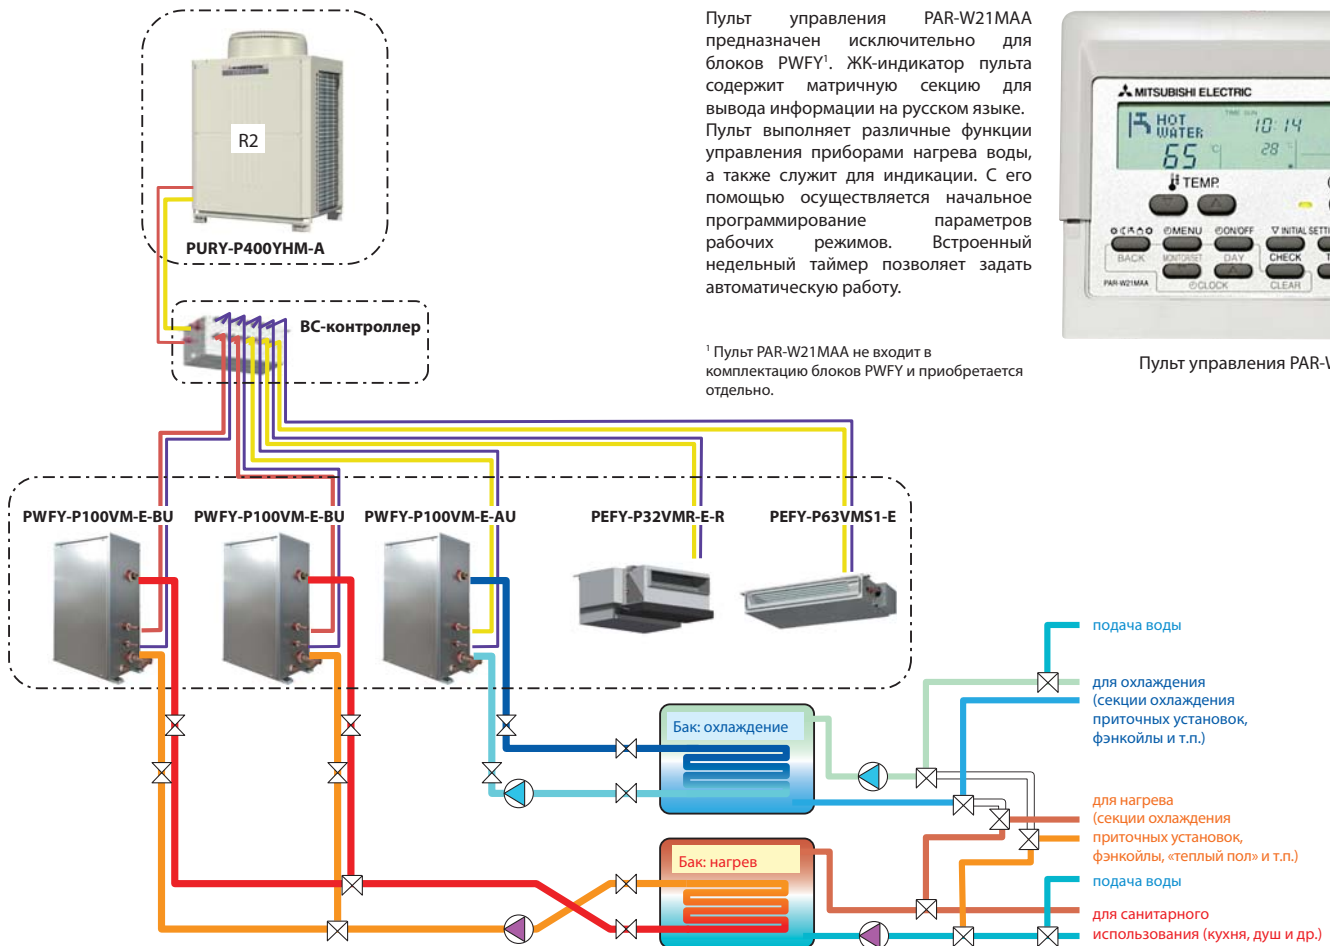 Пульт управления PAR-W21MAA
предназначен исключительно для
блоков PWFY¹. ЖК-индикатор пульта
содержит матричную секцию для
вывода информации на русском языке.
Пульт выполняет различные функции
управления приборами нагрева воды,
а также служит для индикации. С его
помощью осуществляется начальное
программирование параметров
рабочих режимов. Встроенный
недельный таймер позволяет задать
автоматическую работу.
¹ Пульт PAR-W21MAA не входит в
комплектацию блоков PWFY и приобретается
отдельно.
MITSUBISHI ELECTRIC
HOT
WATER
TIME SUN
10:14
65 °C
28 °C
TEMP.
MENU
ON/OFF
INITIAL SETTI
BACK
MONITOR/SET
DAY
CHECK
PAR-W21MAA
CLOCK
CLEAR
Пульт управления PAR-W
R2
PURY-P400YHM-A
BC-контроллер
PWFY-P100VM-E-BU
PWFY-P100VM-E-BU
PWFY-P100VM-E-AU
PEFY-P32VMR-E-R
PEFY-P63VMS1-E
Бак: охлаждение
Бак: нагрев
подача воды
для охлаждения
(секции охлаждения
приточных установок,
фэнкойлы и т.п.)
для нагрева
(секции охлаждения
приточных установок,
фэнкойлы, «теплый пол» и т.п.)
подача воды
для санитарного
использования (кухня, душ и др.)